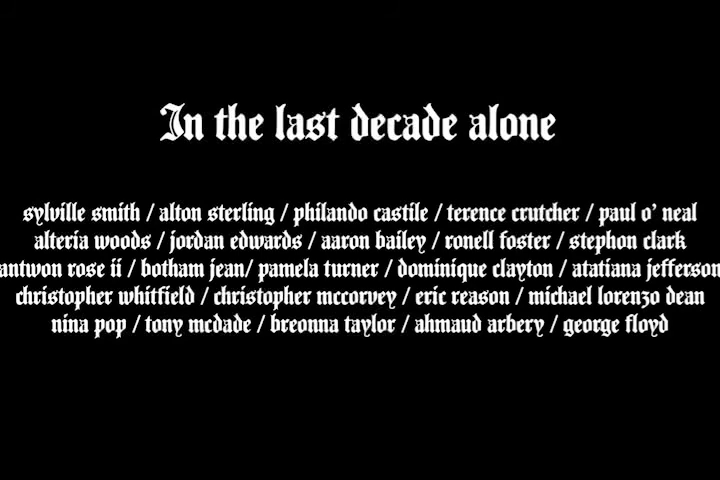 In the last decade alone
sylville smith / alton sterling / philando castile / terence crutcher / paul o' neal
alteria woods / jordan edwards / aaron bailey / ronell foster / stephon clark
antwon rose ii / botham jean/ pamela turner / dominique clayton / atatiana jefferson
christopher whitfield / christopher mccorvey / eric reason / michael lorenzo dean
nina pop / tony mcdade / breonna taylor / ahmaud arbery / george floyd